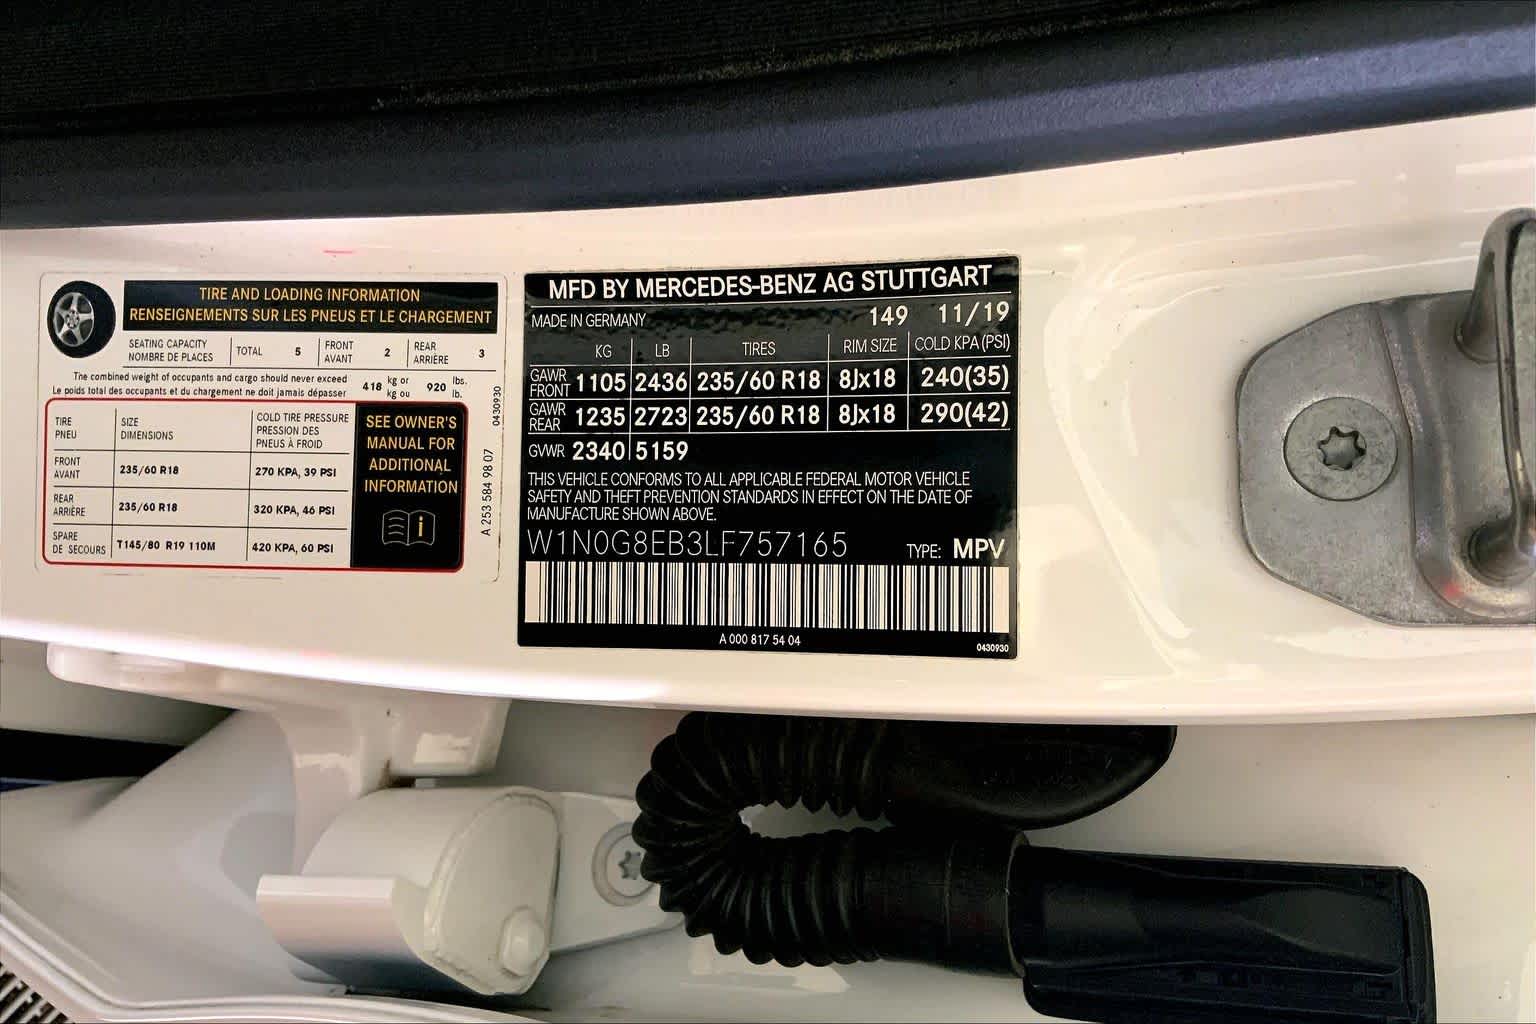 TIRE AND LOADING INFORMATION
RENSEIGNEMENTS SUR LES PNEUS ET LE CHARGEMENT
SEATING CAPACITY
NOMBRE DE PLACES
TOTAL 5
FRONT
AVANT
2
REAR
ARRIÈRE
3
The combined weight of occupants and cargo should never exceed
Le poids total des occupants et du chargement ne doit jamais dépasser
418 kg or
kg ou
920 lbs.
lb.
TIRE
PNEU
SIZE
DIMENSIONS
COLD TIRE PRESSURE
PRESSION DES
PNEUS À FROID
FRONT
AVANT
235/60 R18
270 KPA, 39 PSI
REAR
ARRIÈRE
235/60 R18
320 KPA, 46 PSI
SPARE
DE SECOURS
T145/80 R19 110M
420 KPA, 60 PSI
SEE OWNER'S
MANUAL FOR
ADDITIONAL
INFORMATION
i
0430930
A 253 584 98 07
MFD BY MERCEDES-BENZ AG STUTTGART
MADE IN GERMANY 149 11/19
KG LB TIRES RIM SIZE COLD KPA (PSI)
GAWR
FRONT
1105 2436 235/60 R18 8Jx18 240(35)
GAWR
REAR
1235 2723 235/60 R18 8Jx18 290(42)
GVWR 2340 5159
THIS VEHICLE CONFORMS TO ALL APPLICABLE FEDERAL MOTOR VEHICLE
SAFETY AND THEFT PREVENTION STANDARDS IN EFFECT ON THE DATE OF
MANUFACTURE SHOWN ABOVE.
W1N0G8EB3LF757165 TYPE: MPV
A 000 817 54 04
0430930